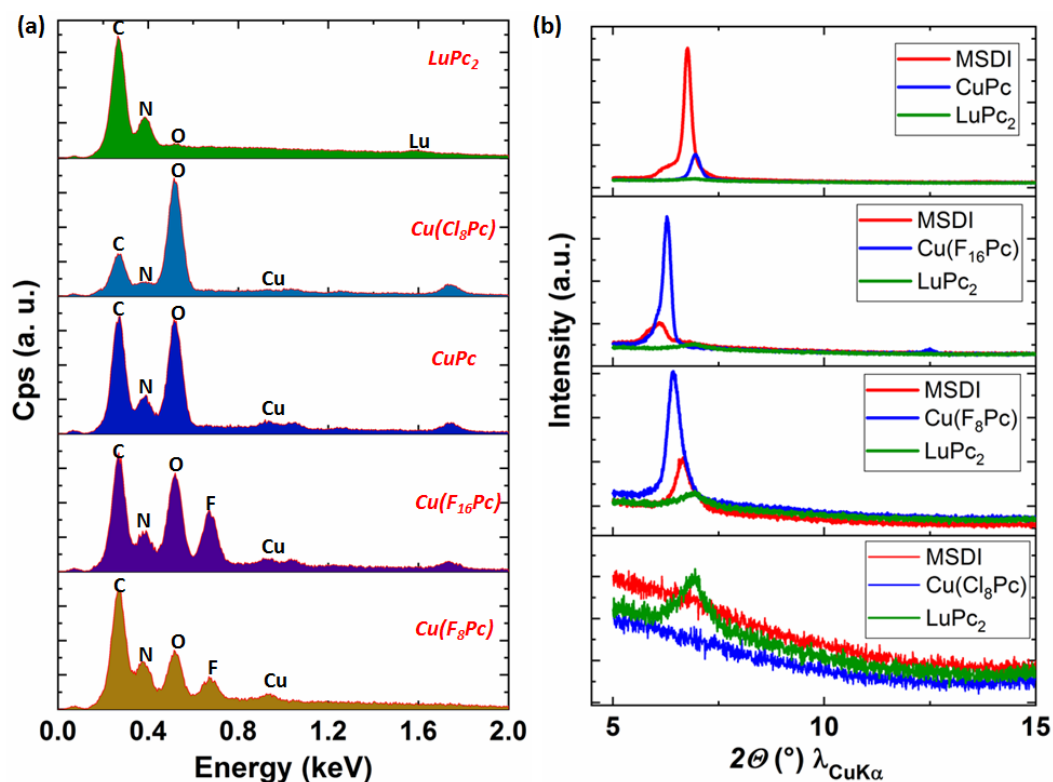 (a)
Cps (a. u.)
C
N
O
Lu
LuPc₂
C
N
O
Cu
Cu(Cl₈Pc)
C
N
O
Cu
CuPc
C
N
O
F
Cu
Cu(F₁₆Pc)
C
N
O
F
Cu
Cu(F₈Pc)
0.0 0.4 0.8 1.2 1.6 2.0
Energy (keV)
(b)
Intensity (a.u.)
MSDI
CuPc
LuPc₂
MSDI
Cu(F₁₆Pc)
LuPc₂
MSDI
Cu(F₈Pc)
LuPc₂
MSDI
Cu(Cl₈Pc)
LuPc₂
5 10 15
2Θ (°) λCuKα